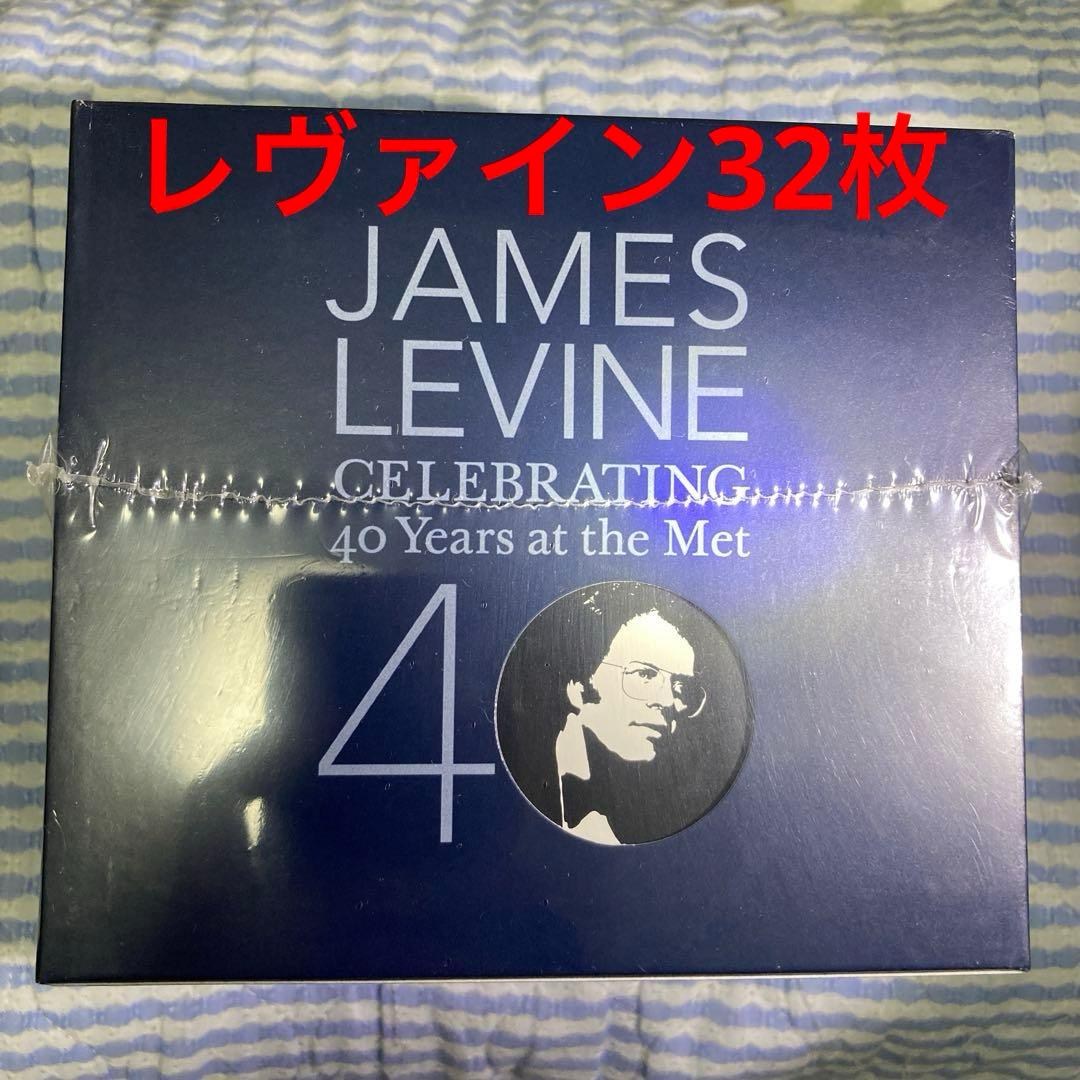 レヴァイン32枚
JAMES
LEVINE
CELEBRATING
40 Years at the Met
40